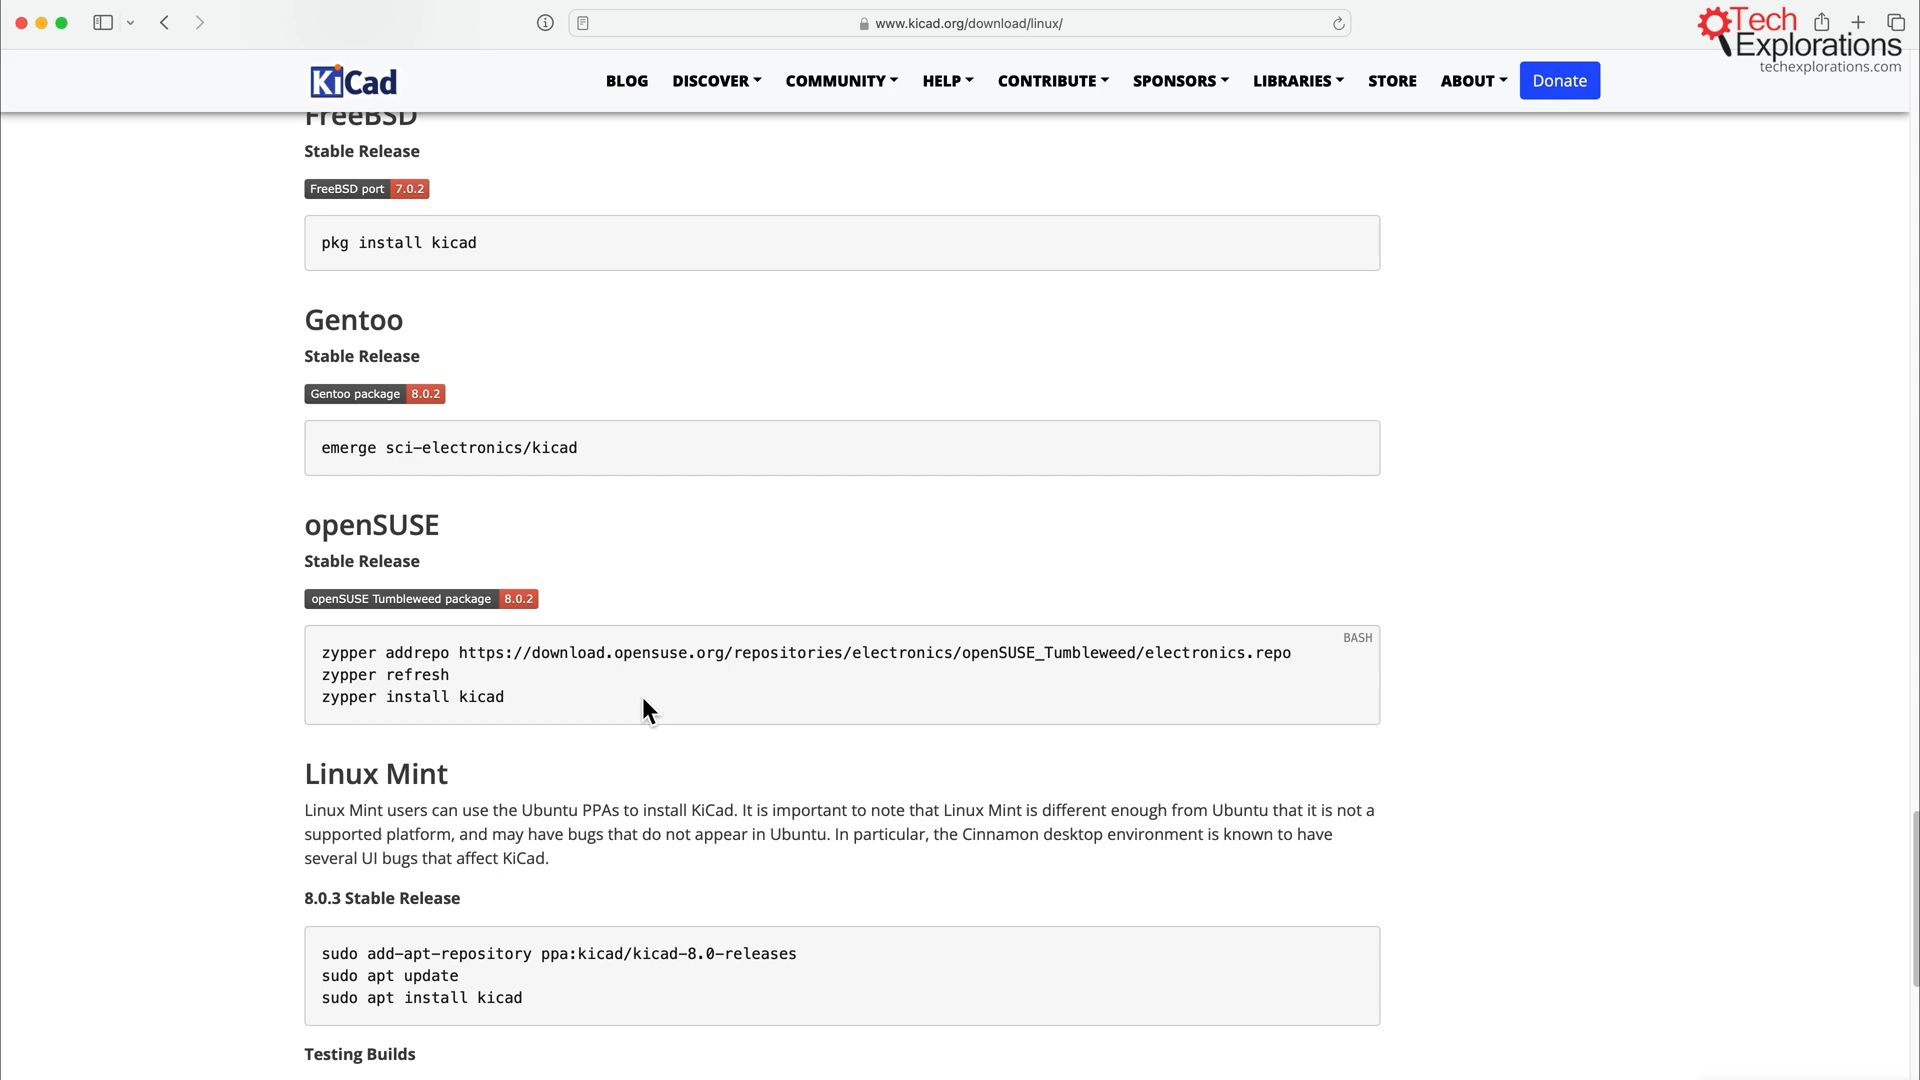 www.kicad.org/download/linux/
Tech
Explorations
techexplorations.com
KiCad
BLOG DISCOVER COMMUNITY HELP CONTRIBUTE SPONSORS LIBRARIES STORE ABOUT Donate
FreeBSD
Stable Release
FreeBSD port 7.0.2
pkg install kicad
Gentoo
Stable Release
Gentoo package 8.0.2
emerge sci-electronics/kicad
openSUSE
Stable Release
openSUSE Tumbleweed package 8.0.2
BASH
zypper addrepo https://download.opensuse.org/repositories/electronics/openSUSE_Tumbleweed/electronics.repo
zypper refresh
zypper install kicad
Linux Mint
Linux Mint users can use the Ubuntu PPAs to install KiCad. It is important to note that Linux Mint is different enough from Ubuntu that it is not a
supported platform, and may have bugs that do not appear in Ubuntu. In particular, the Cinnamon desktop environment is known to have
several UI bugs that affect KiCad.
8.0.3 Stable Release
sudo add-apt-repository ppa:kicad/kicad-8.0-releases
sudo apt update
sudo apt install kicad
Testing Builds